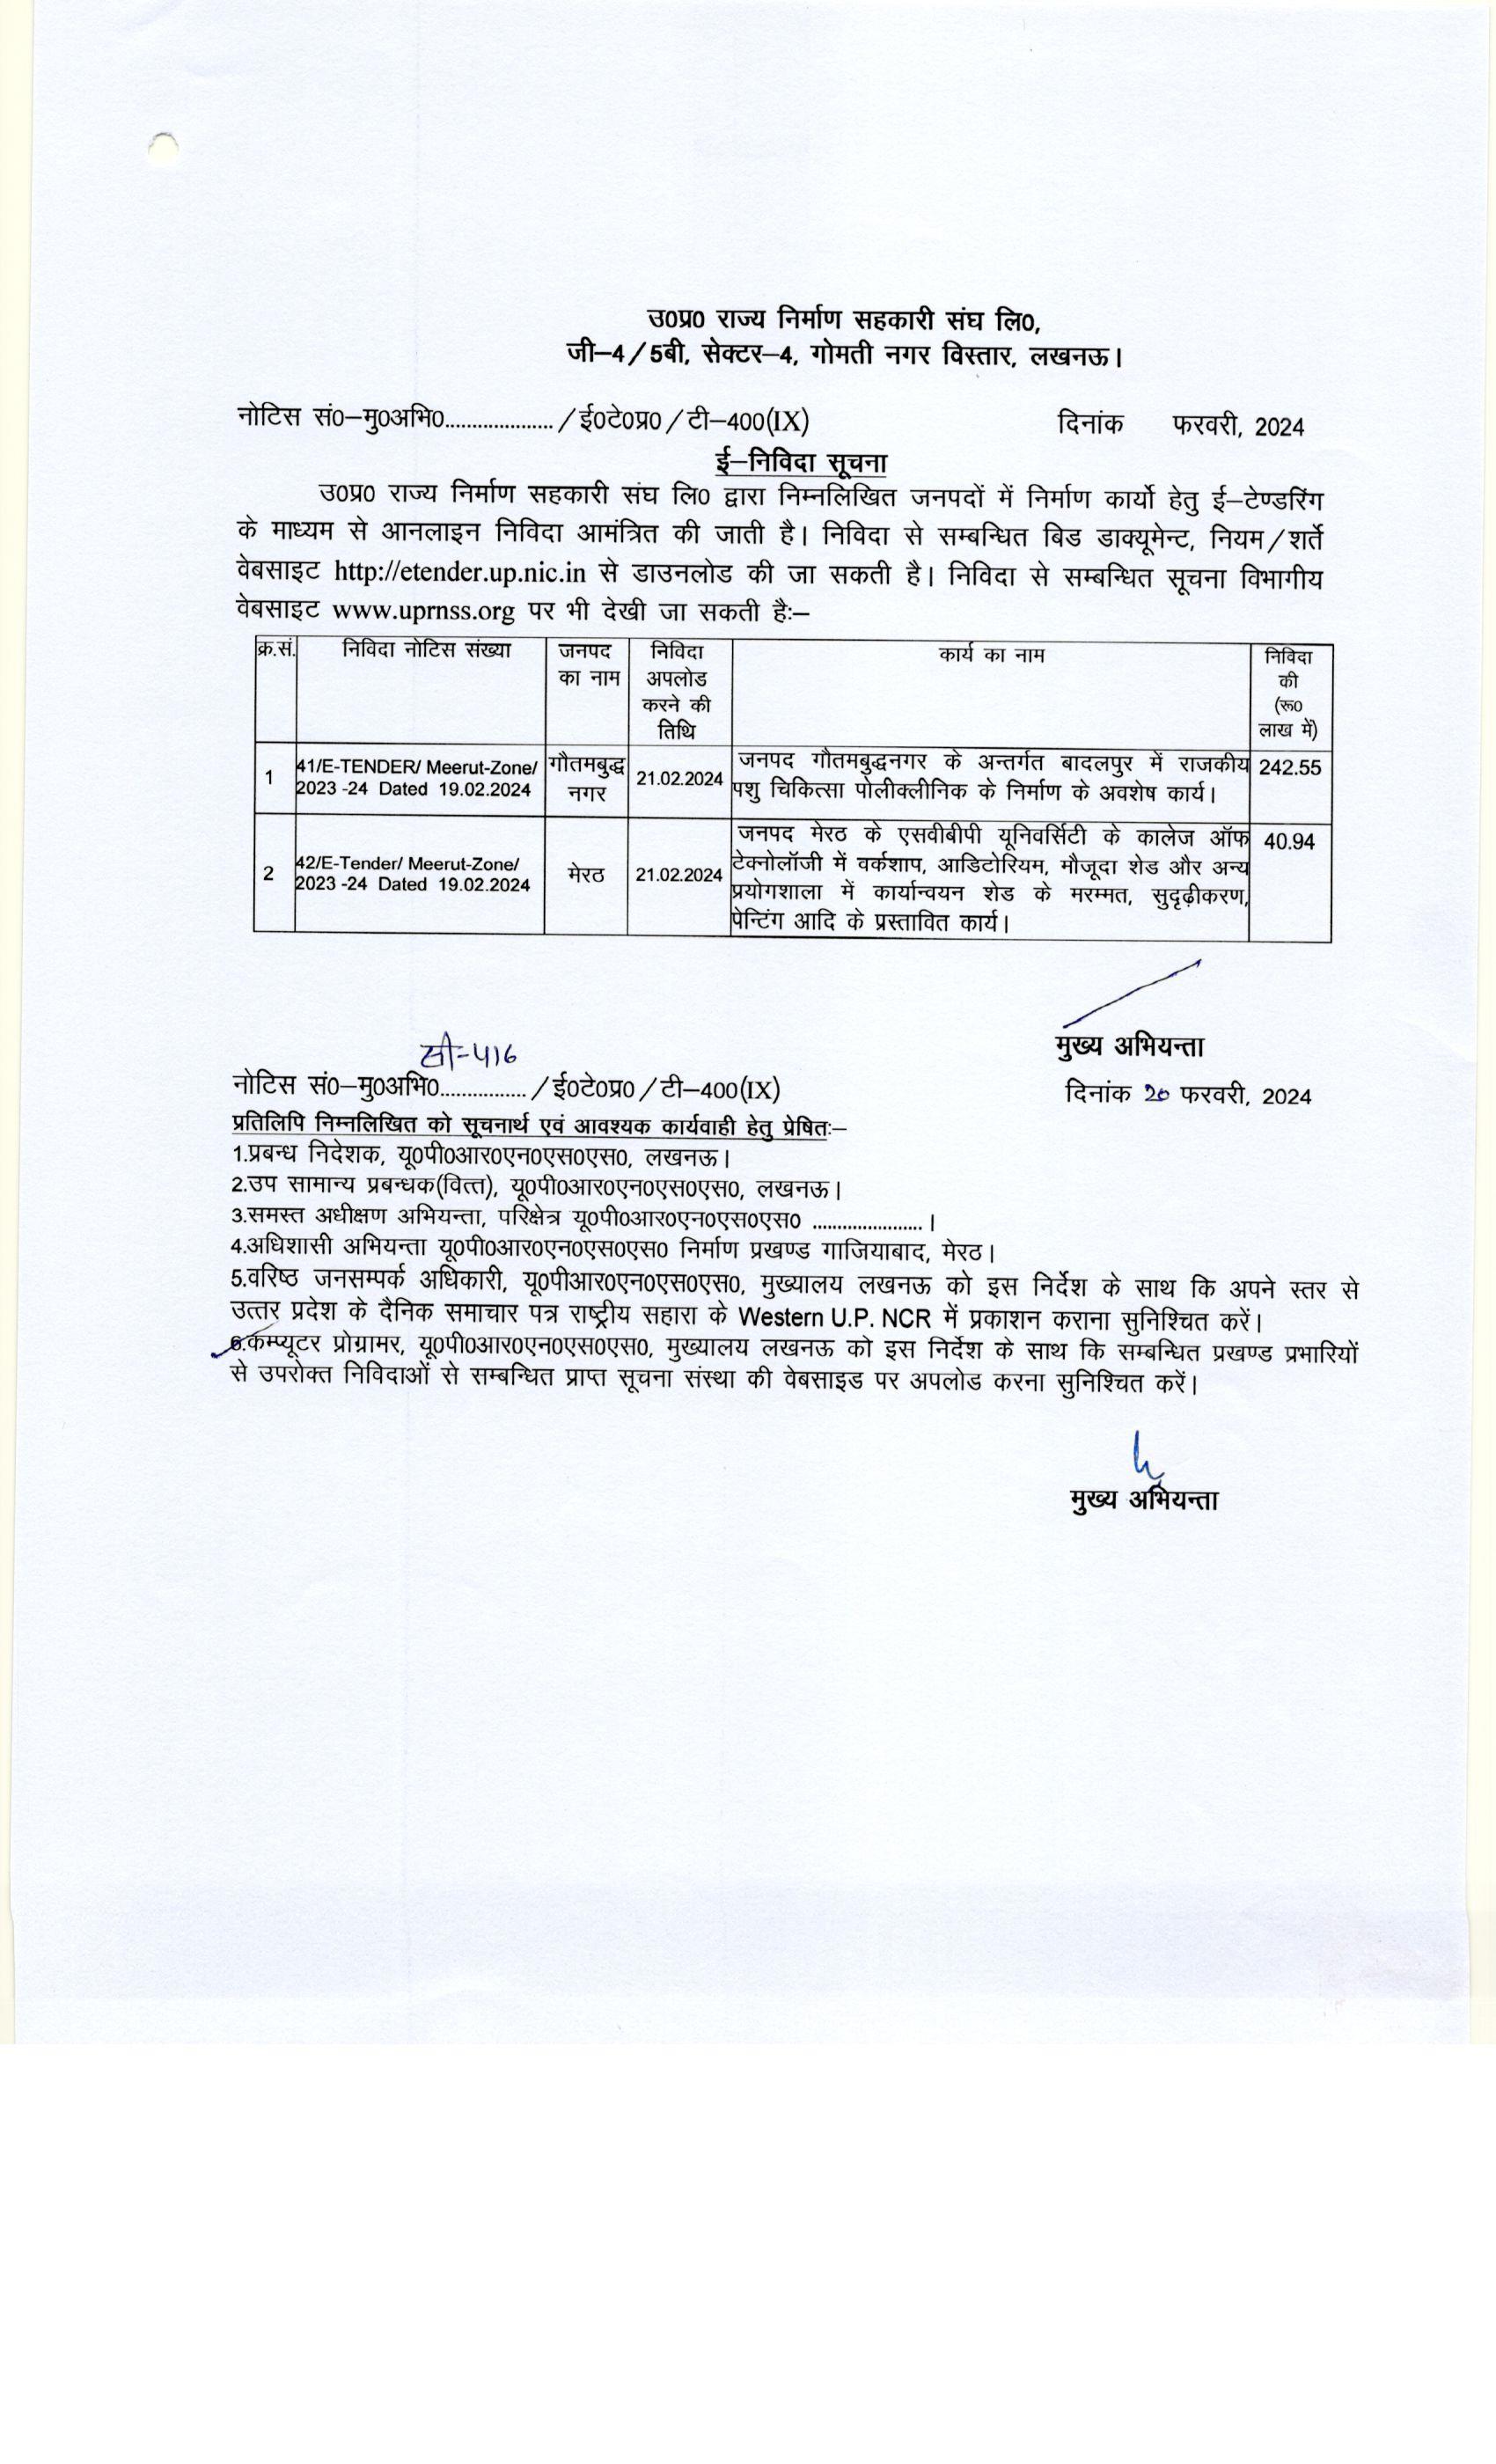 उ0प्र0 राज्य निर्माण सहकारी संघ लि0,
जी–4/5बी, सेक्टर–4, गोमती नगर विस्तार, लखनऊ।
नोटिस सं0–मु0अभि0.................... /ई0टे0प्र0/टी–400(IX) दिनांक फरवरी, 2024
ई–निविदा सूचना
उ0प्र0 राज्य निर्माण सहकारी संघ लि0 द्वारा निम्नलिखित जनपदों में निर्माण कार्यो हेतु ई–टेण्डरिंग
के माध्यम से आनलाइन निविदा आमंत्रित की जाती है। निविदा से सम्बन्धित बिड डाक्यूमेन्ट, नियम/शर्ते
वेबसाइट http://etender.up.nic.in से डाउनलोड की जा सकती है। निविदा से सम्बन्धित सूचना विभागीय
वेबसाइट www.uprnss.org पर भी देखी जा सकती हैः–
क्र.सं. निविदा नोटिस संख्या जनपद का नाम निविदा अपलोड करने की तिथि कार्य का नाम निविदा की (रू0 लाख में)
1 41/E-TENDER/ Meerut-Zone/ 2023 -24 Dated 19.02.2024 गौतमबुद्ध नगर 21.02.2024 जनपद गौतमबुद्धनगर के अन्तर्गत बादलपुर में राजकीय 242.55
पशु चिकित्सा पोलीक्लीनिक के निर्माण के अवशेष कार्य।
2 42/E-Tender/ Meerut-Zone/ 2023 -24 Dated 19.02.2024 मेरठ 21.02.2024 जनपद मेरठ के एसवीबीपी यूनिवर्सिटी के कालेज ऑफ 40.94
टेक्नोलॉजी में वर्कशाप, आडिटोरियम, मौजूदा शेड और अन्य
प्रयोगशाला में कार्यान्वयन शेड के मरम्मत, सुदृढ़ीकरण,
पेन्टिंग आदि के प्रस्तावित कार्य।
मुख्य अभियन्ता
सी-416
नोटिस सं0–मु0अभि0................ /ई0टे0प्र0/टी–400(IX) दिनांक 20 फरवरी, 2024
प्रतिलिपि निम्नलिखित को सूचनार्थ एवं आवश्यक कार्यवाही हेतु प्रेषितः–
1.प्रबन्ध निदेशक, यू0पी0आर0एन0एस0एस0, लखनऊ।
2.उप सामान्य प्रबन्धक(वित्त), यू0पी0आर0एन0एस0एस0, लखनऊ।
3.समस्त अधीक्षण अभियन्ता, परिक्षेत्र यू0पी0आर0एन0एस0एस0 ...................... ।
4.अधिशासी अभियन्ता यू0पी0आर0एन0एस0एस0 निर्माण प्रखण्ड गाजियाबाद, मेरठ।
5.वरिष्ठ जनसम्पर्क अधिकारी, यू0पीआर0एन0एस0एस0, मुख्यालय लखनऊ को इस निर्देश के साथ कि अपने स्तर से
उत्तर प्रदेश के दैनिक समाचार पत्र राष्ट्रीय सहारा के Western U.P. NCR में प्रकाशन कराना सुनिश्चित करें।
6.कम्प्यूटर प्रोग्रामर, यू0पी0आर0एन0एस0एस0, मुख्यालय लखनऊ को इस निर्देश के साथ कि सम्बन्धित प्रखण्ड प्रभारियों
से उपरोक्त निविदाओं से सम्बन्धित प्राप्त सूचना संस्था की वेबसाइड पर अपलोड करना सुनिश्चित करें।
मुख्य अभियन्ता